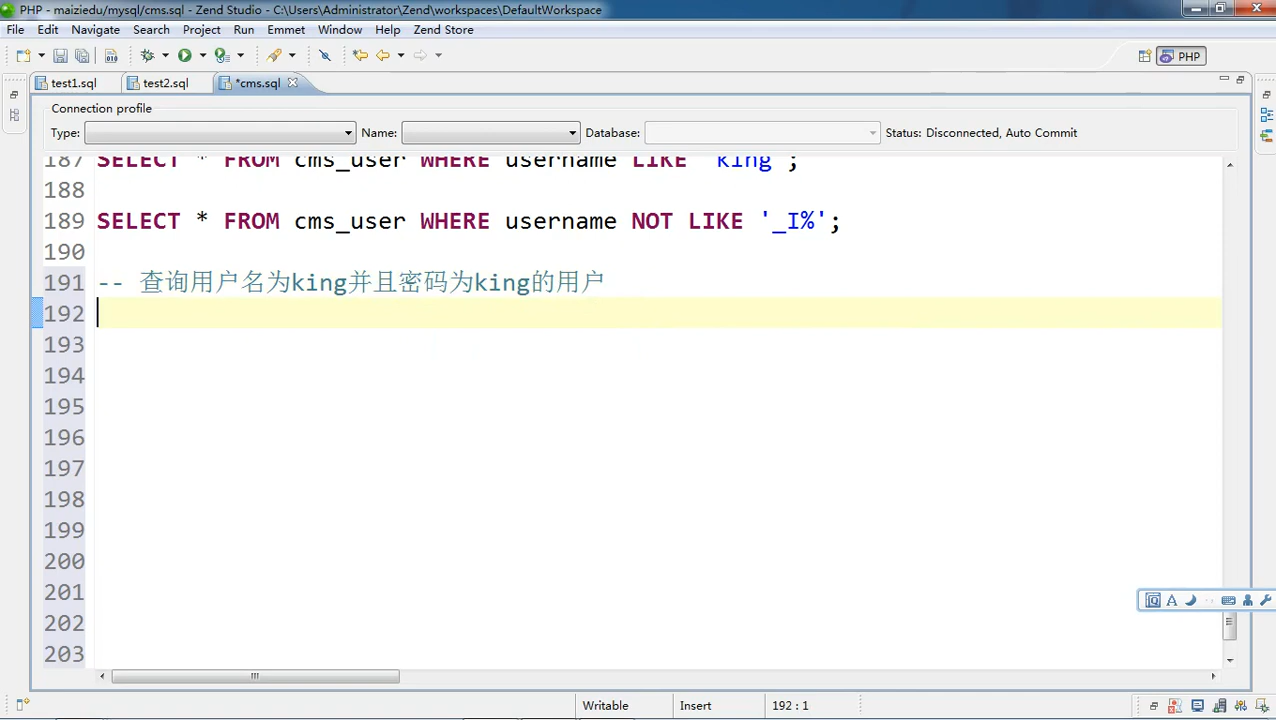 PHP - maiziedu/mysql/cms.sql - Zend Studio - C:\Users\Administrator\Zend\workspaces\DefaultWorkspace
File Edit Navigate Search Project Run Emmet Window Help Zend Store
PHP
test1.sql test2.sql *cms.sql
Connection profile
Type: Name: Database: Status: Disconnected, Auto Commit
187 SELECT * FROM cms_user WHERE username LIKE 'king';
188
189 SELECT * FROM cms_user WHERE username NOT LIKE '_I%';
190
191 -- 查询用户名为king并且密码为king的用户
192
193
194
195
196
197
198
199
200
201
202
203
Writable Insert 192 : 1